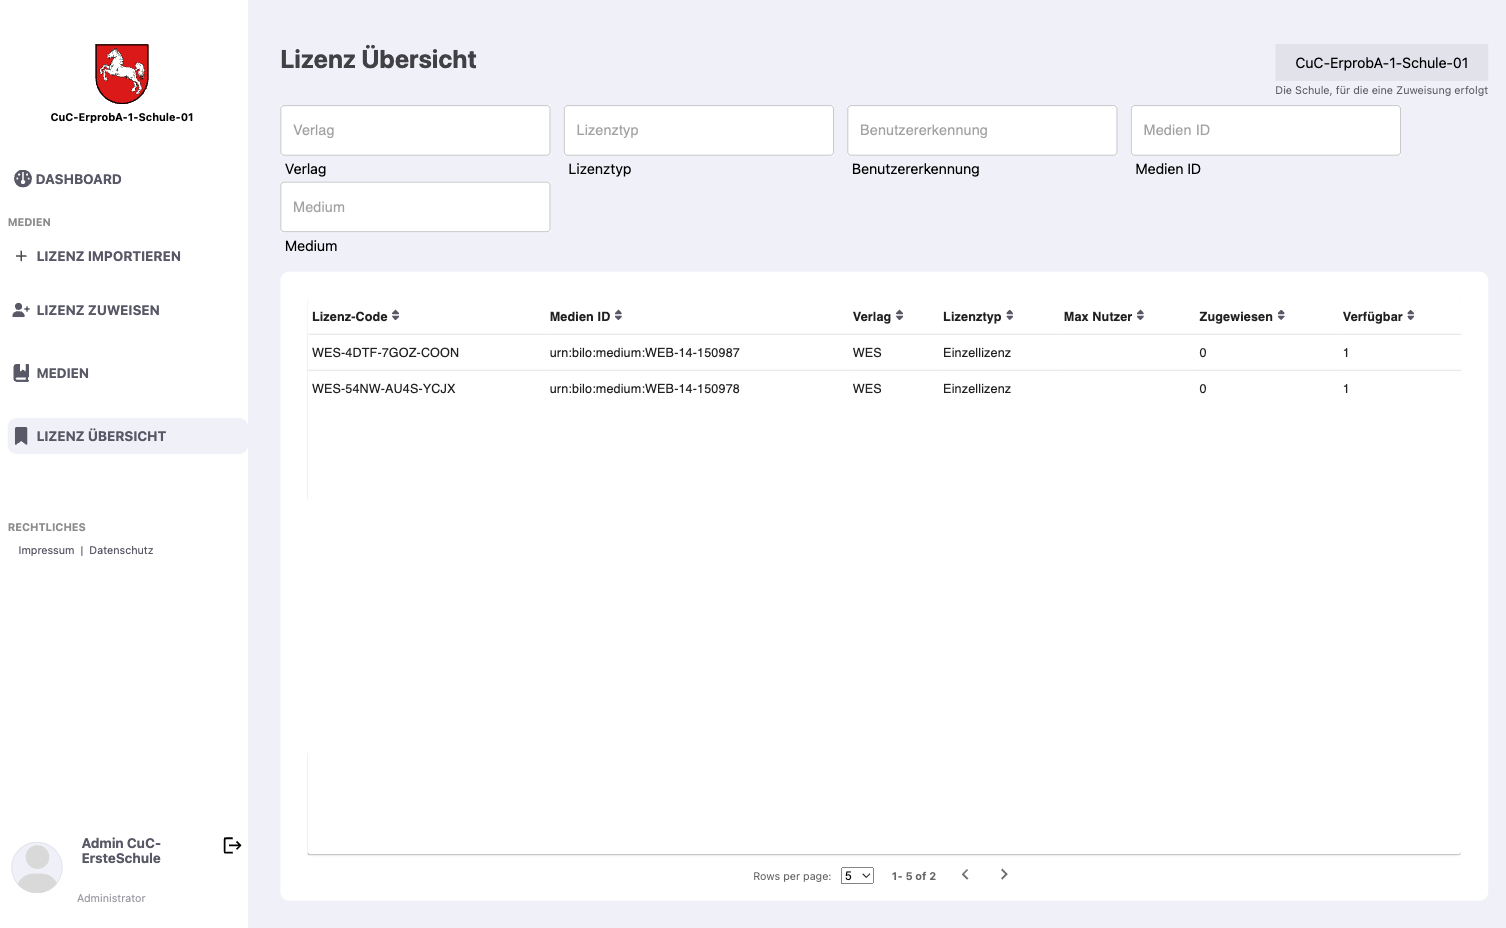 CuC-ErprobA-1-Schule-01
DASHBOARD
MEDIEN
LIZENZ IMPORTIEREN
LIZENZ ZUWEISEN
MEDIEN
LIZENZ ÜBERSICHT
RECHTLICHES
Impressum | Datenschutz
Admin CuC-
ErsteSchule
Administrator
Lizenz Übersicht
CuC-ErprobA-1-Schule-01
Die Schule, für die eine Zuweisung erfolgt
Verlag Lizenztyp Benutzererkennung Medien ID
Verlag Lizenztyp Benutzererkennung Medien ID
Medium
Medium
Lizenz-Code Medien ID Verlag Lizenztyp Max Nutzer Zugewiesen Verfügbar
WES-4DTF-7GOZ-COON urn:bilo:medium:WEB-14-150987 WES Einzellizenz 0 1
WES-54NW-AU4S-YCJX urn:bilo:medium:WEB-14-150978 WES Einzellizenz 0 1
Rows per page: 5 1- 5 of 2